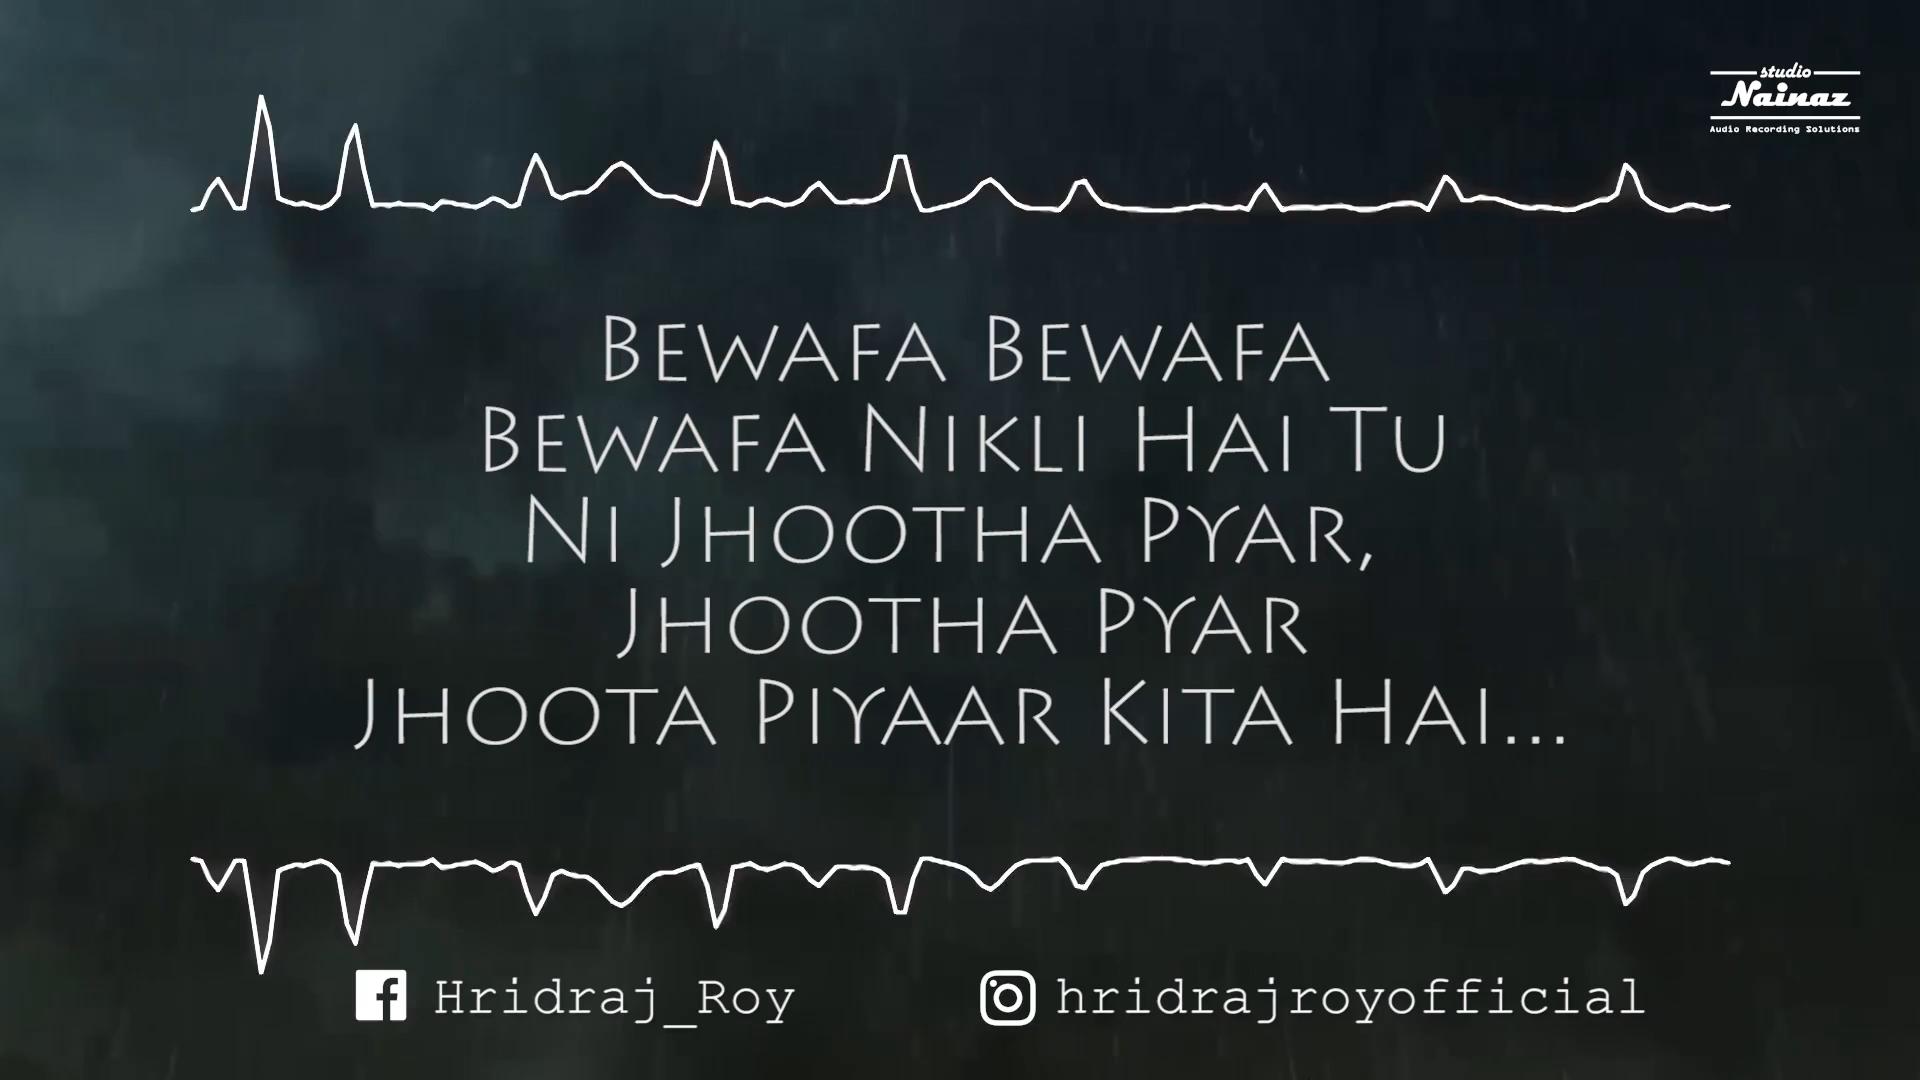 studio
Nainaz
Audio Recording Solutions
Bewafa Bewafa
Bewafa Nikli Hai Tu
Ni Jhootha Pyar,
Jhootha Pyar
Jhoota Piyaar Kita Hai...
Hridraj_Roy
hridrajroyofficial